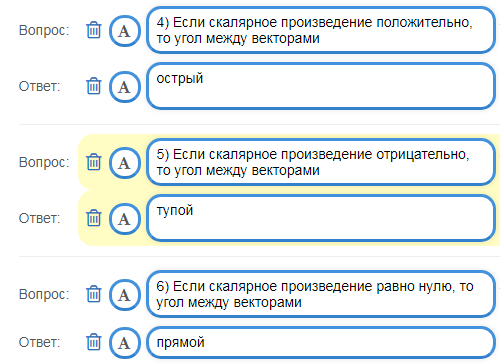 Вопрос:
A
4) Если скалярное произведение положительно,
то угол между векторами
Ответ:
A
острый
Вопрос:
A
5) Если скалярное произведение отрицательно,
то угол между векторами
Ответ:
A
тупой
Вопрос:
A
6) Если скалярное произведение равно нулю, то
угол между векторами
Ответ:
A
прямой